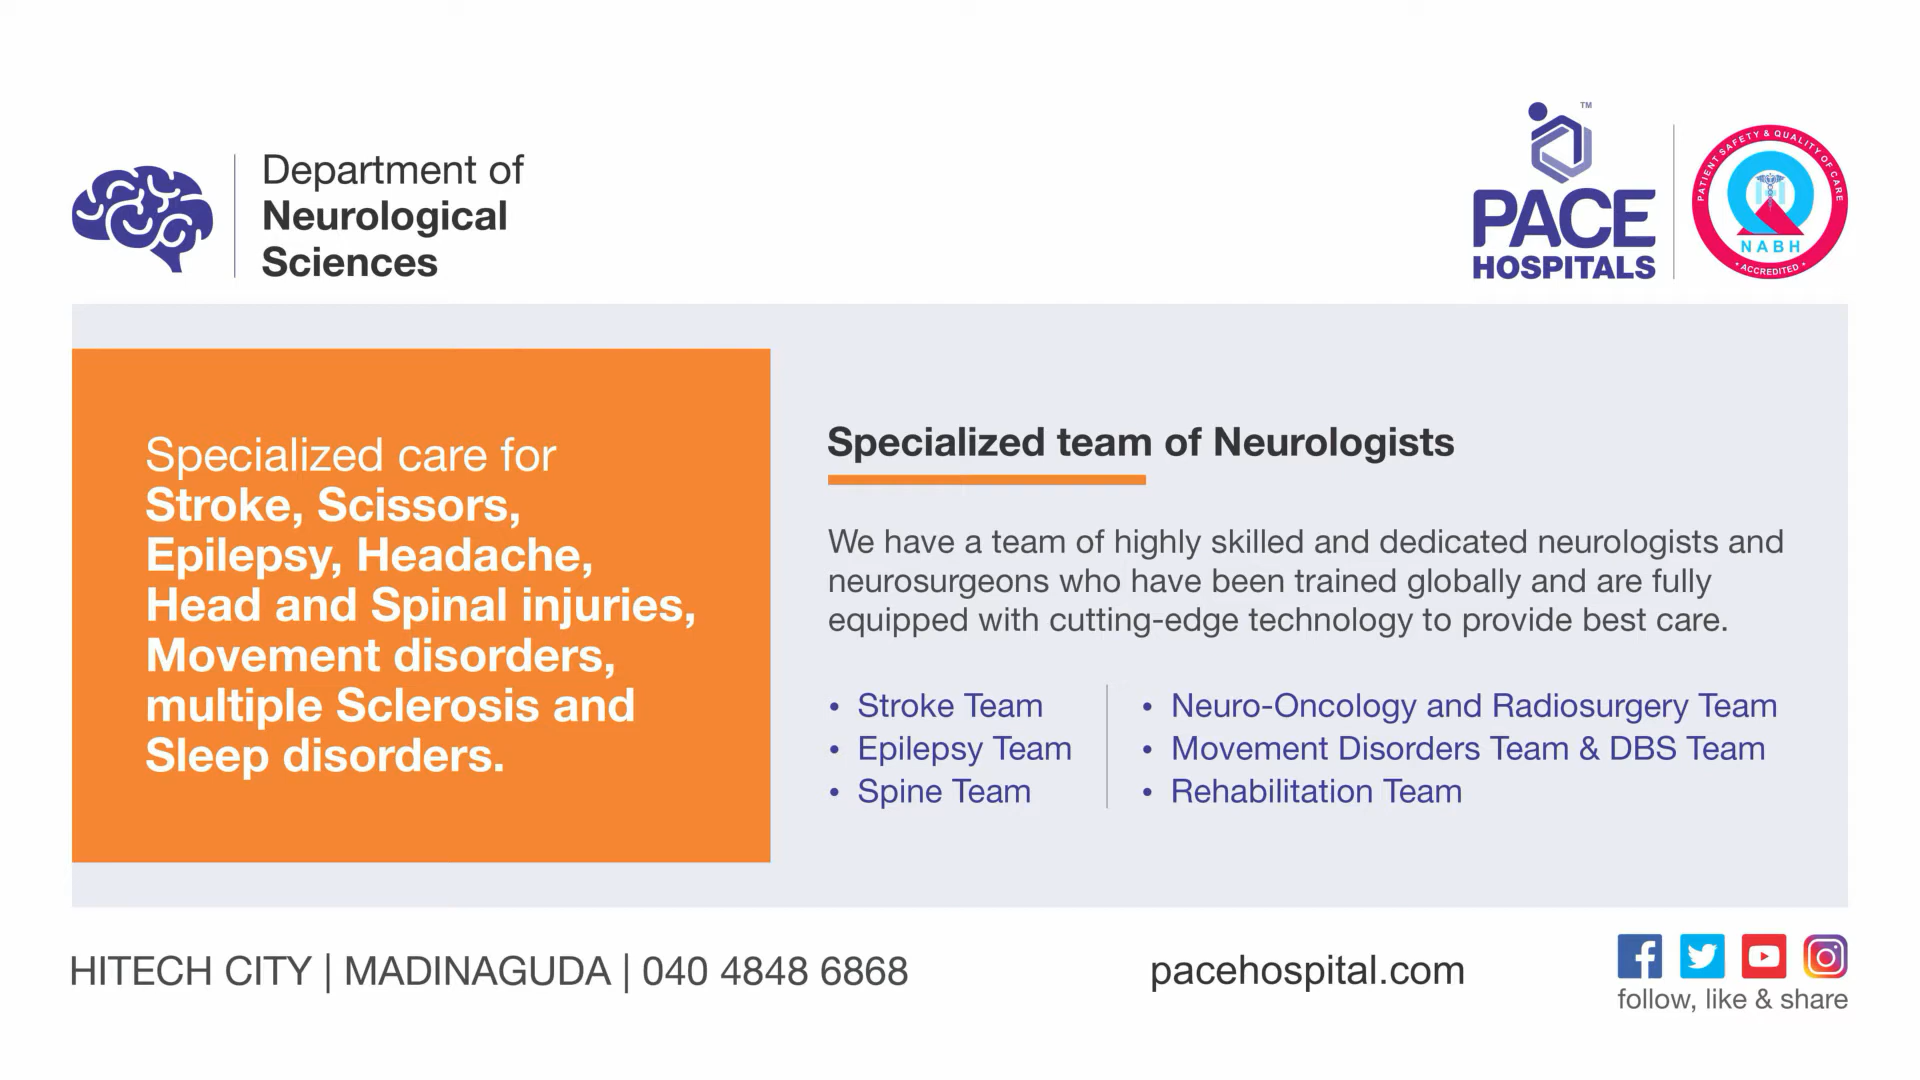 Department of
Neurological
Sciences
TM
PACE
HOSPITALS
PATIENT SAFETY & QUALITY OF CARE
NABH
• ACCREDITED •
Specialized care for
Stroke, Scissors,
Epilepsy, Headache,
Head and Spinal injuries,
Movement disorders,
multiple Sclerosis and
Sleep disorders.
Specialized team of Neurologists
We have a team of highly skilled and dedicated neurologists and
neurosurgeons who have been trained globally and are fully
equipped with cutting-edge technology to provide best care.
• Stroke Team
• Epilepsy Team
• Spine Team
• Neuro-Oncology and Radiosurgery Team
• Movement Disorders Team & DBS Team
• Rehabilitation Team
HITECH CITY | MADINAGUDA | 040 4848 6868
pacehospital.com
follow, like & share